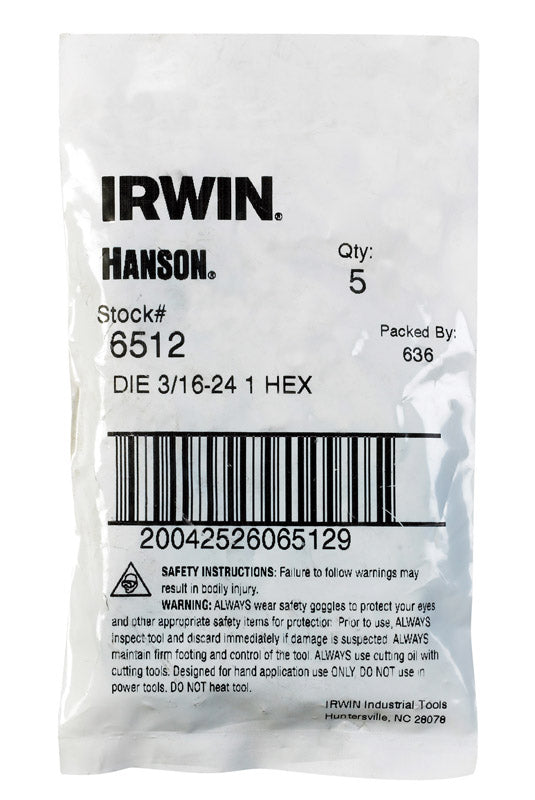 IRWIN®
HANSON®
Qty:
5
Stock#
6512
Packed By:
636
DIE 3/16-24 1 HEX
20042526065129
SAFETY INSTRUCTIONS: Failure to follow warnings may
result in bodily injury.
WARNING: ALWAYS wear safety goggles to protect your eyes
and other appropriate safety items for protection. Prior to use, ALWAYS
inspect tool and discard immediately if damage is suspected. ALWAYS
maintain firm footing and control of the tool. ALWAYS use cutting oil with
cutting tools. Designed for hand application use ONLY. DO NOT use in
power tools. DO NOT heat tool.
IRWIN Industrial Tools
Huntersville, NC 28078